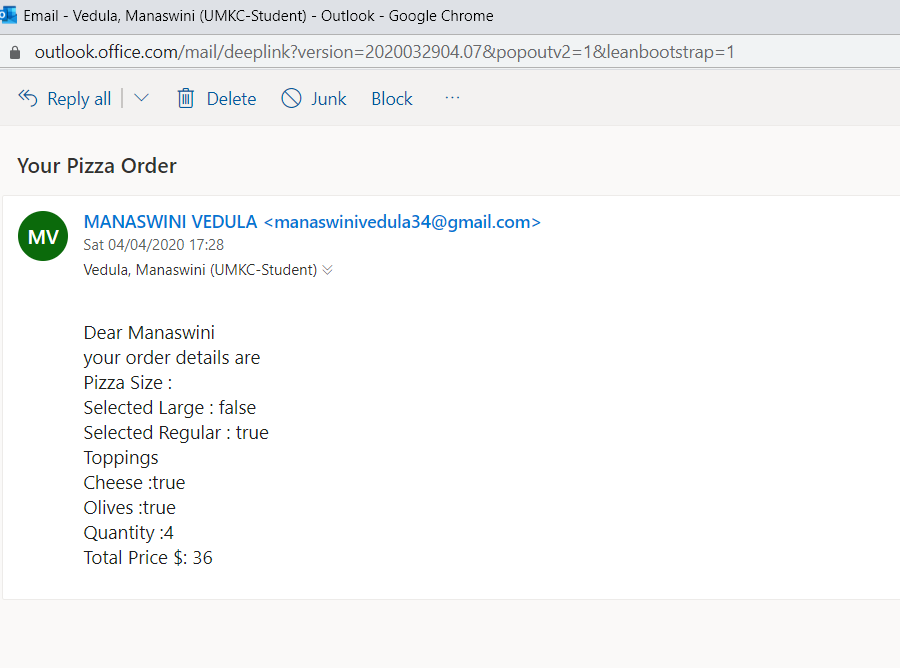 Email - Vedula, Manaswini (UMKC-Student) - Outlook - Google Chrome
outlook.office.com/mail/deeplink?version=2020032904.07&popoutv2=1&leanbootstrap=1
Reply all Delete Junk Block ...
Your Pizza Order
MV
MANASWINI VEDULA <manaswinivedula34@gmail.com>
Sat 04/04/2020 17:28
Vedula, Manaswini (UMKC-Student)
Dear Manaswini
your order details are
Pizza Size :
Selected Large : false
Selected Regular : true
Toppings
Cheese :true
Olives :true
Quantity :4
Total Price $: 36